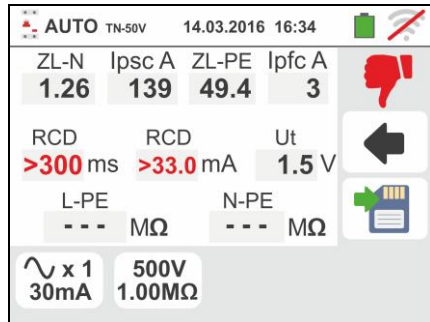 AUTO TN-50V 14.03.2016 16:34
ZL-N Ipsc A ZL-PE Ipfc A
1.26 139 49.4 3
RCD RCD Ut
>300 ms >33.0 mA 1.5 V
L-PE N-PE
--- MΩ --- MΩ
x 1 500V
30mA 1.00MΩ